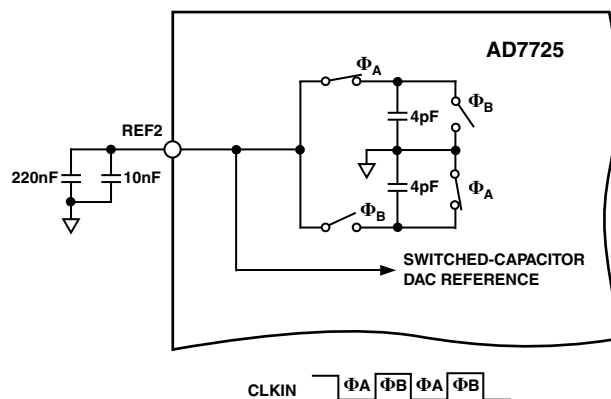 AD7725
ΦA
ΦB
4pF
REF2
220nF
10nF
4pF
ΦA
ΦB
SWITCHED-CAPACITOR
DAC REFERENCE
CLKIN ΦA ΦB ΦA ΦB